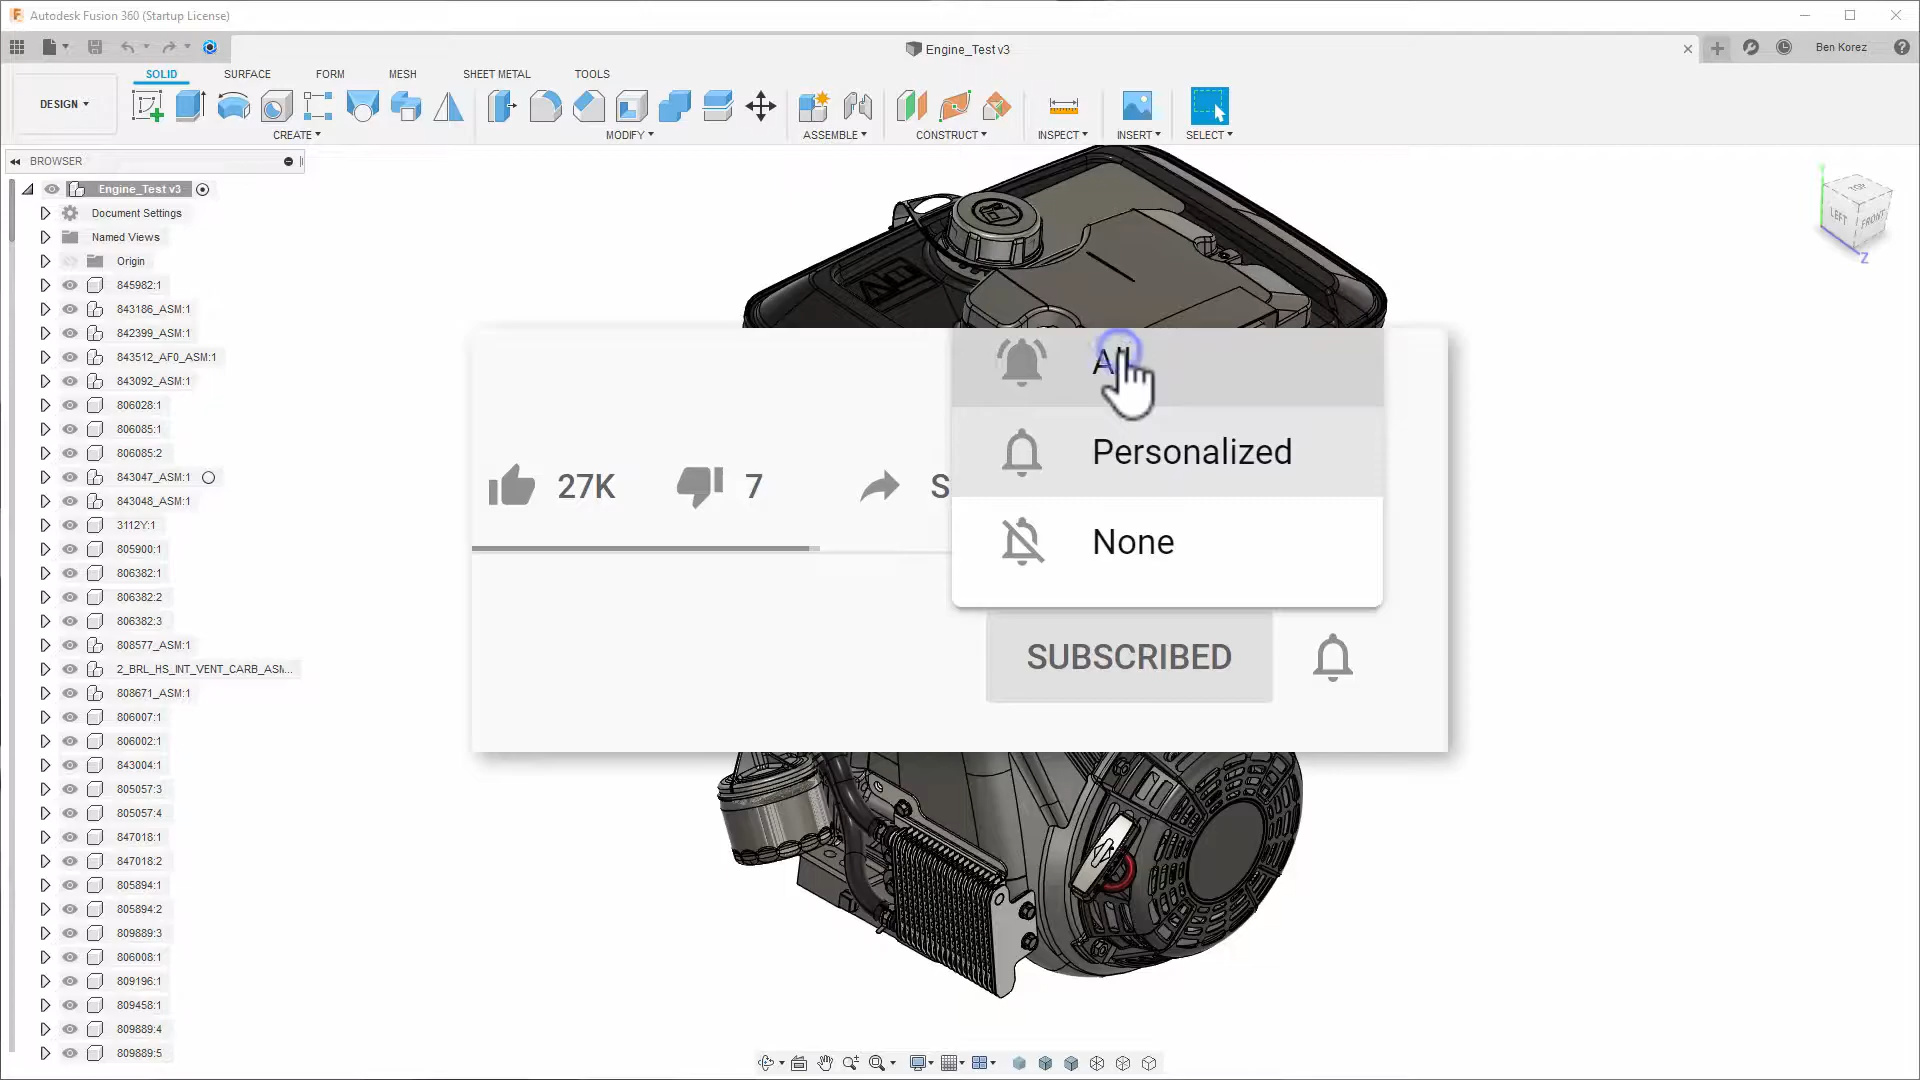 Autodesk Fusion 360 (Startup License)
Engine_Test v3
Ben Korez
DESIGN
SOLID SURFACE FORM MESH SHEET METAL TOOLS
CREATE MODIFY ASSEMBLE CONSTRUCT INSPECT INSERT SELECT
BROWSER
Engine_Test v3
Document Settings
Named Views
Origin
845982:1
843186_ASM:1
842399_ASM:1
843512_AF0_ASM:1
843092_ASM:1
806028:1
806085:1
806085:2
843047_ASM:1
843048_ASM:1
3112Y:1
805900:1
806382:1
806382:2
806382:3
808577_ASM:1
2_BRL_HS_INT_VENT_CARB_ASM...
808671_ASM:1
806007:1
806002:1
843004:1
805057:3
805057:4
847018:1
847018:2
805894:1
805894:2
809889:3
806008:1
809196:1
809458:1
809889:4
809889:5
TOP
LEFT FRONT
Y
Z
All
Personalized
None
27K 7 S
SUBSCRIBED